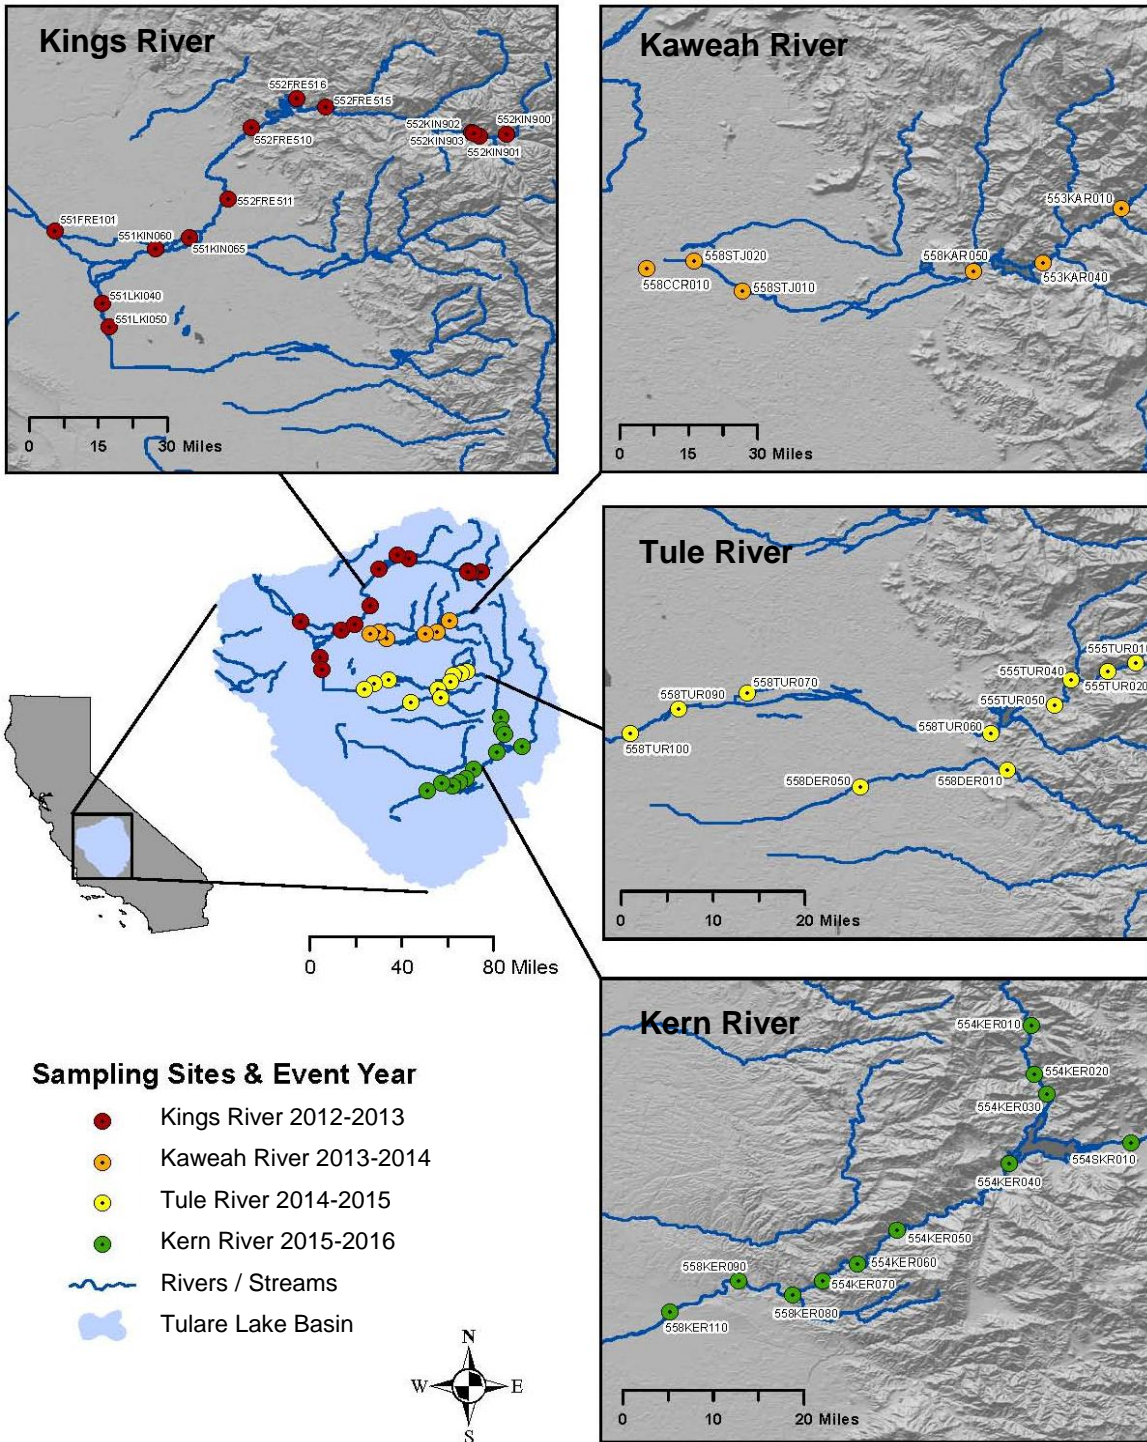 Kings River
552FRE516
552FRE515
552KIN902
552KIN900
552FRE510
552KIN903
552KIN901
552FRE511
551FRE101
551KIN060
551KIN065
551LKI040
551LKI050
0 15 30 Miles
Kaweah River
553KAR010
558STJ020
558KAR050
558CCR010
558STJ010
553KAR040
0 15 30 Miles
Tule River
555TUR010
555TUR040
555TUR020
558TUR070
558TUR090
555TUR050
558TUR060
558TUR100
558DER050
558DER010
0 10 20 Miles
0 40 80 Miles
Kern River
554KER010
554KER020
554KER030
554SKR010
554KER040
554KER050
554KER060
558KER090
554KER070
558KER080
558KER110
0 10 20 Miles
Sampling Sites & Event Year
Kings River 2012-2013
Kaweah River 2013-2014
Tule River 2014-2015
Kern River 2015-2016
Rivers / Streams
Tulare Lake Basin
N
W E
S